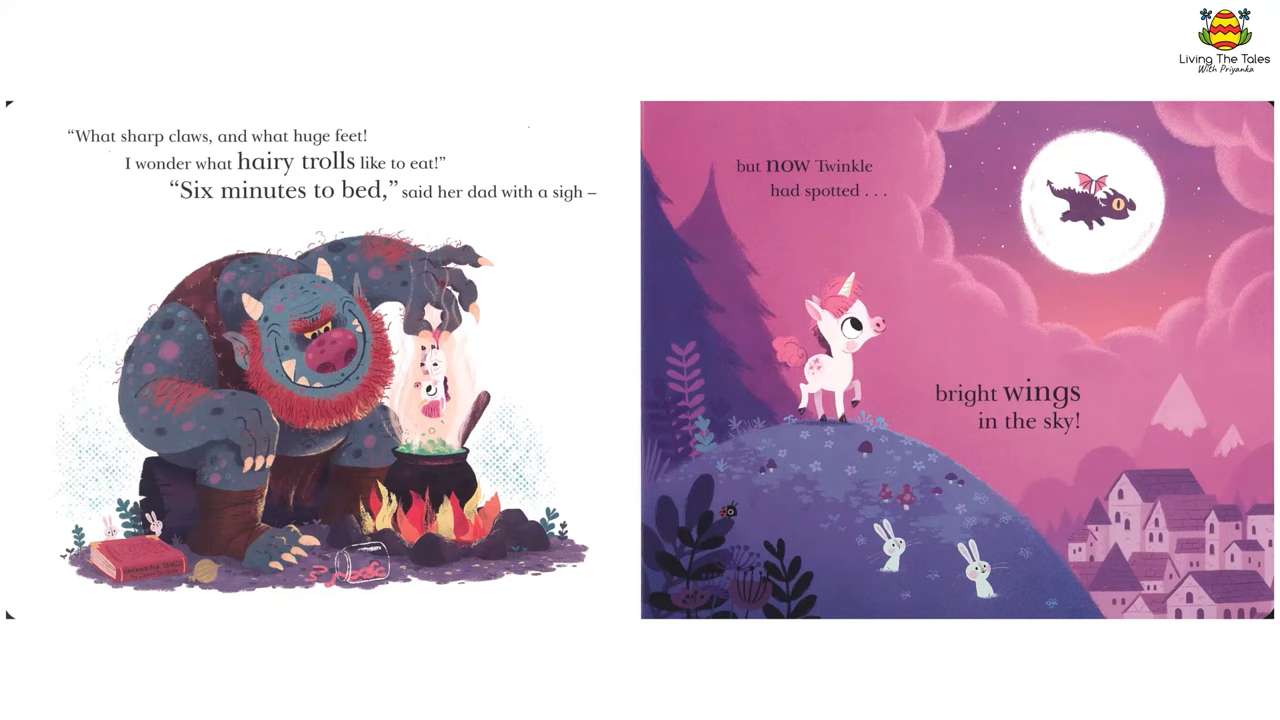 “What sharp claws, and what huge feet!
I wonder what hairy trolls like to eat!”
“Six minutes to bed,” said her dad with a sigh –
but now Twinkle
had spotted . . .
bright wings
in the sky!
Living The Tales
With Priyanka